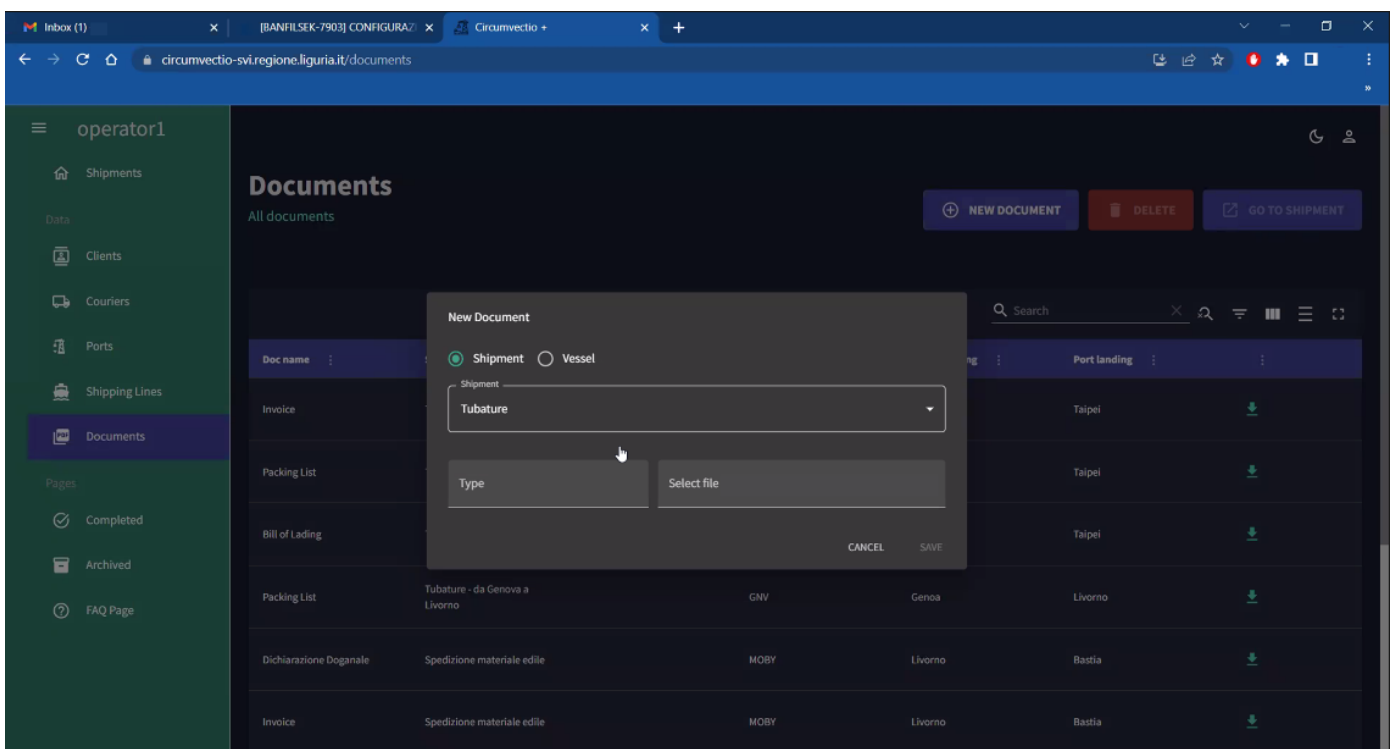 Inbox (1)
[BANFILSEK-7903] CONFIGURAZI
Circumvectio +
circumvectio-svi.regione.liguria.it/documents
operator1
Shipments
Data
Clients
Couriers
Ports
Shipping Lines
Documents
Pages
Completed
Archived
FAQ Page
Documents
All documents
NEW DOCUMENT
DELETE
GO TO SHIPMENT
Search
Doc name
Port landing
New Document
Shipment
Vessel
Shipment
Tubature
Type
Select file
CANCEL
SAVE
Invoice
Taipei
Packing List
Taipei
Bill of Lading
Taipei
Packing List Tubature - da Genova a Livorno GNV Genoa Livorno
Dichiarazione Doganale Spedizione materiale edile MOBY Livorno Bastia
Invoice Spedizione materiale edile MOBY Livorno Bastia